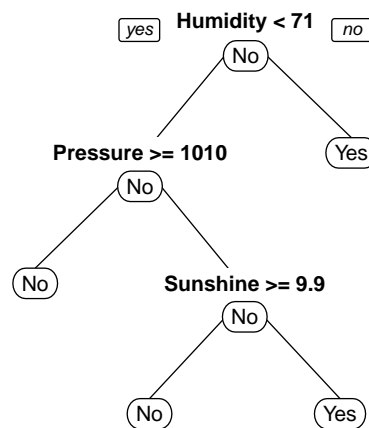 yes Humidity < 71 no
No
Pressure >= 1010 Yes
No
No Sunshine >= 9.9
No
No Yes